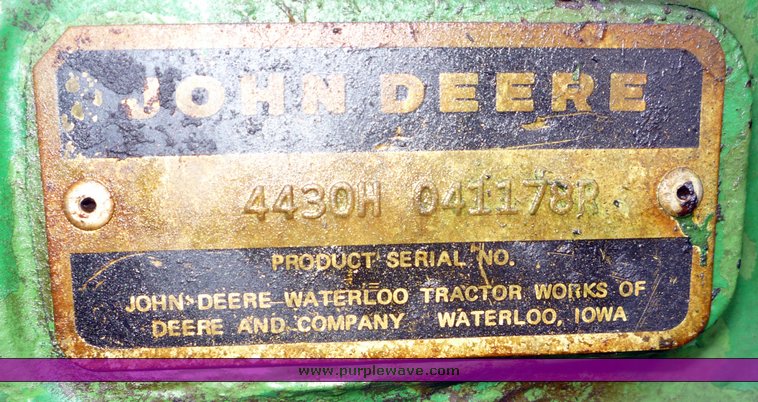 JOHN DEERE
4430H 041178R
PRODUCT SERIAL NO.
JOHN DEERE WATERLOO TRACTOR WORKS OF
DEERE AND COMPANY WATERLOO, IOWA
www.purplewave.com